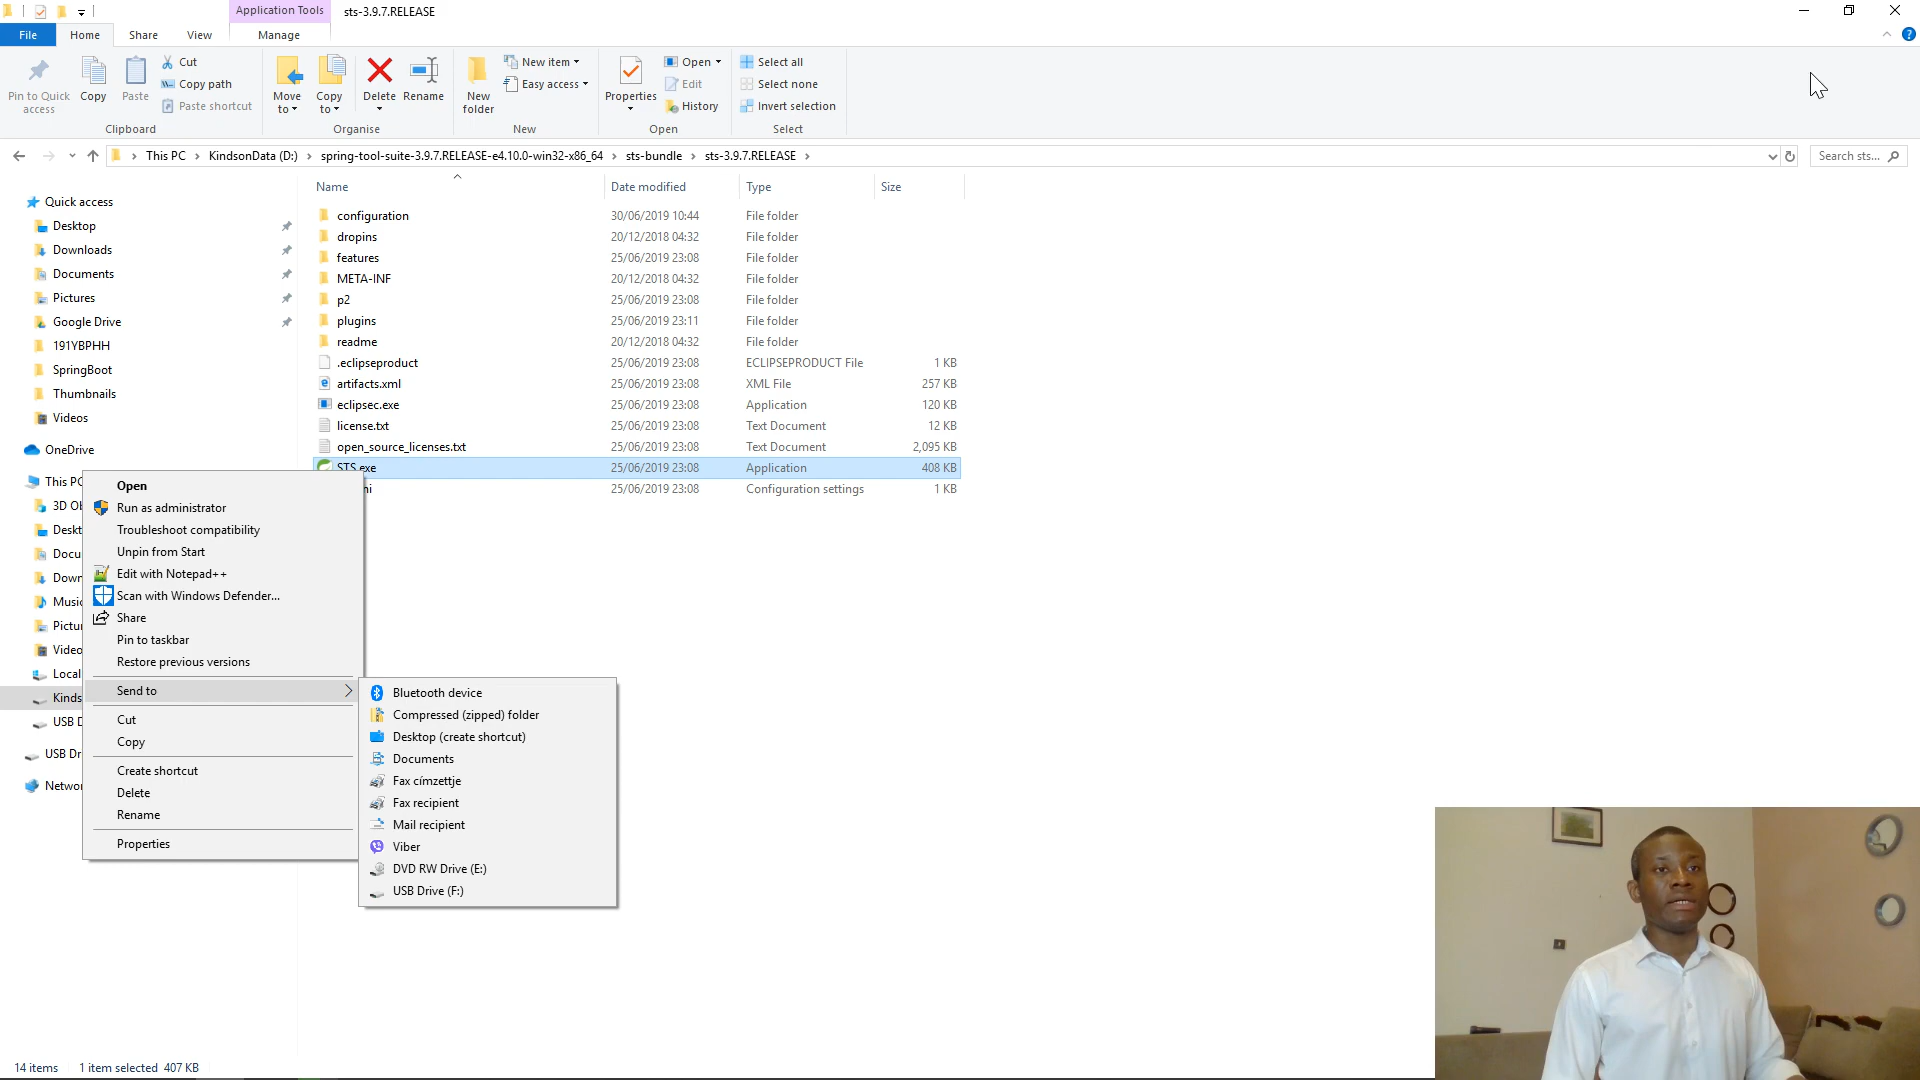 Application Tools
sts-3.9.7.RELEASE
File
Home
Share
View
Manage
Pin to Quick access
Copy
Paste
Cut
Copy path
Paste shortcut
Clipboard
Move to
Copy to
Delete
Rename
Organise
New folder
New item
Easy access
New
Properties
Open
Edit
History
Open
Select all
Select none
Invert selection
Select
This PC
KindsonData (D:)
spring-tool-suite-3.9.7.RELEASE-e4.10.0-win32-x86_64
sts-bundle
sts-3.9.7.RELEASE
Search sts...
Quick access
Desktop
Downloads
Documents
Pictures
Google Drive
191YBPHH
SpringBoot
Thumbnails
Videos
OneDrive
This PC
3D Ob
Deskt
Docu
Down
Music
Pictur
Video
Local
Kinds
USB D
USB Dr
Networ
Name Date modified Type Size
configuration 30/06/2019 10:44 File folder
dropins 20/12/2018 04:32 File folder
features 25/06/2019 23:08 File folder
META-INF 20/12/2018 04:32 File folder
p2 25/06/2019 23:08 File folder
plugins 25/06/2019 23:11 File folder
readme 20/12/2018 04:32 File folder
.eclipseproduct 25/06/2019 23:08 ECLIPSEPRODUCT File 1 KB
artifacts.xml 25/06/2019 23:08 XML File 257 KB
eclipsec.exe 25/06/2019 23:08 Application 120 KB
license.txt 25/06/2019 23:08 Text Document 12 KB
open_source_licenses.txt 25/06/2019 23:08 Text Document 2,095 KB
STS.exe 25/06/2019 23:08 Application 408 KB
ni 25/06/2019 23:08 Configuration settings 1 KB
Open
Run as administrator
Troubleshoot compatibility
Unpin from Start
Edit with Notepad++
Scan with Windows Defender...
Share
Pin to taskbar
Restore previous versions
Send to
Cut
Copy
Create shortcut
Delete
Rename
Properties
Bluetooth device
Compressed (zipped) folder
Desktop (create shortcut)
Documents
Fax címzettje
Fax recipient
Mail recipient
Viber
DVD RW Drive (E:)
USB Drive (F:)
14 items
1 item selected 407 KB